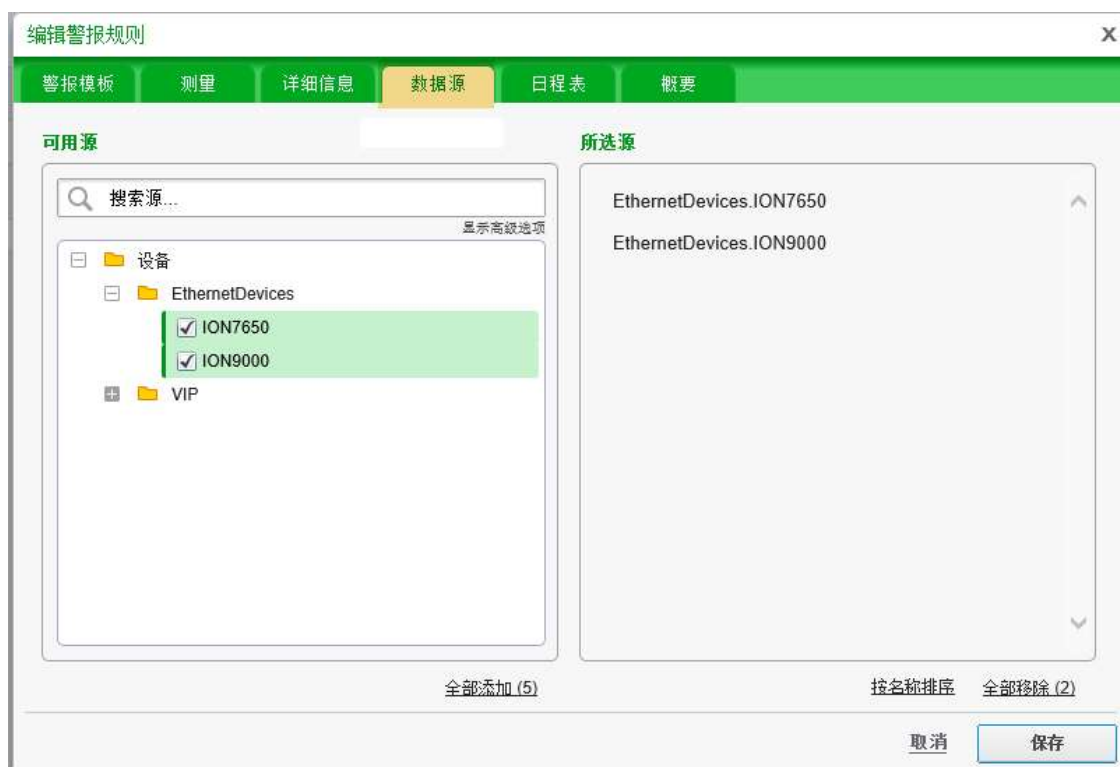 编辑警报规则 X
警报模板 测量 详细信息 数据源 日程表 概要
可用源 所选源
搜索源...
显示高级选项
设备
EthernetDevices
ION7650
ION9000
VIP
EthernetDevices.ION7650
EthernetDevices.ION9000
全部添加 (5) 按名称排序 全部移除 (2)
取消 保存